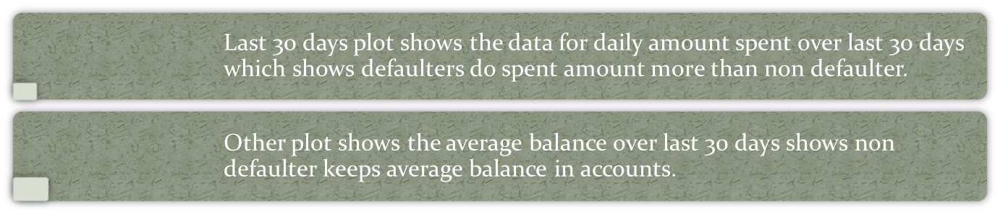 Last 30 days plot shows the data for daily amount spent over last 30 days
which shows defaulters do spent amount more than non defaulter.
Other plot shows the average balance over last 30 days shows non
defaulter keeps average balance in accounts.